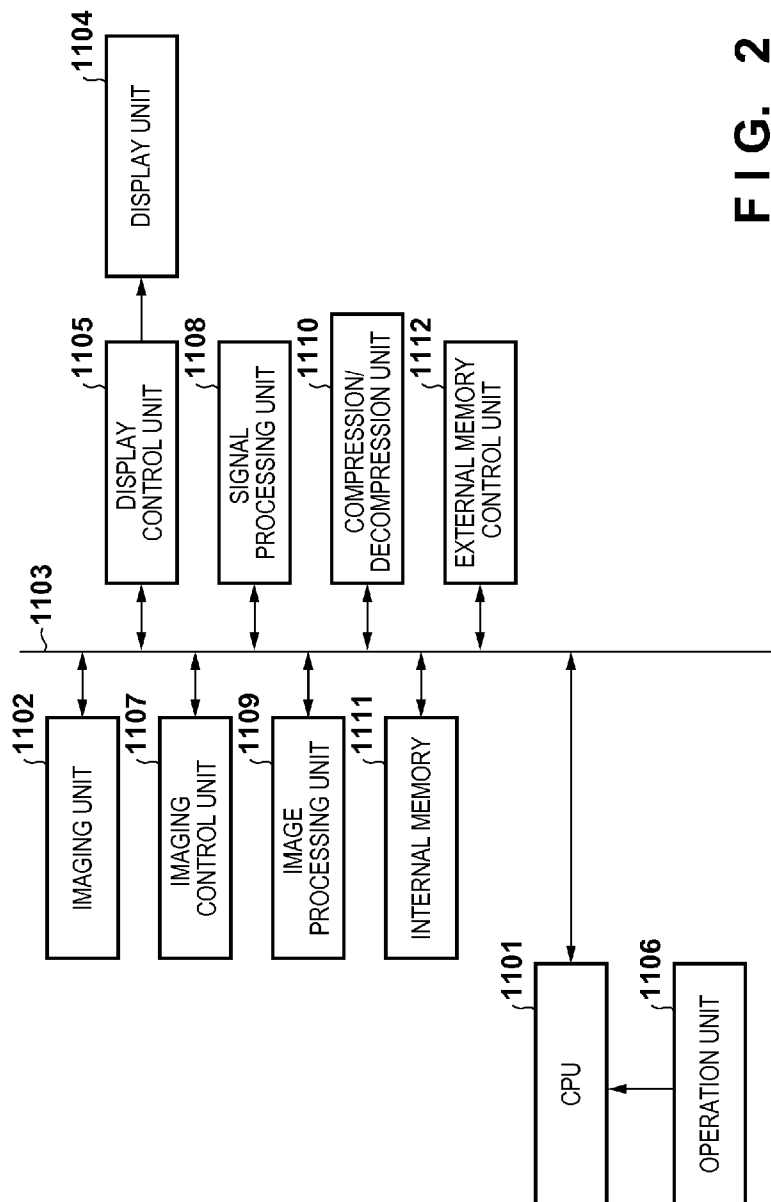 1104
DISPLAY UNIT
1105
DISPLAY
CONTROL UNIT
1108
SIGNAL
PROCESSING UNIT
1110
COMPRESSION/
DECOMPRESSION UNIT
1112
EXTERNAL MEMORY
CONTROL UNIT
1103
1102
IMAGING UNIT
1107
IMAGING
CONTROL UNIT
1109
IMAGE
PROCESSING UNIT
1111
INTERNAL MEMORY
1101
CPU
1106
OPERATION UNIT
FIG. 2